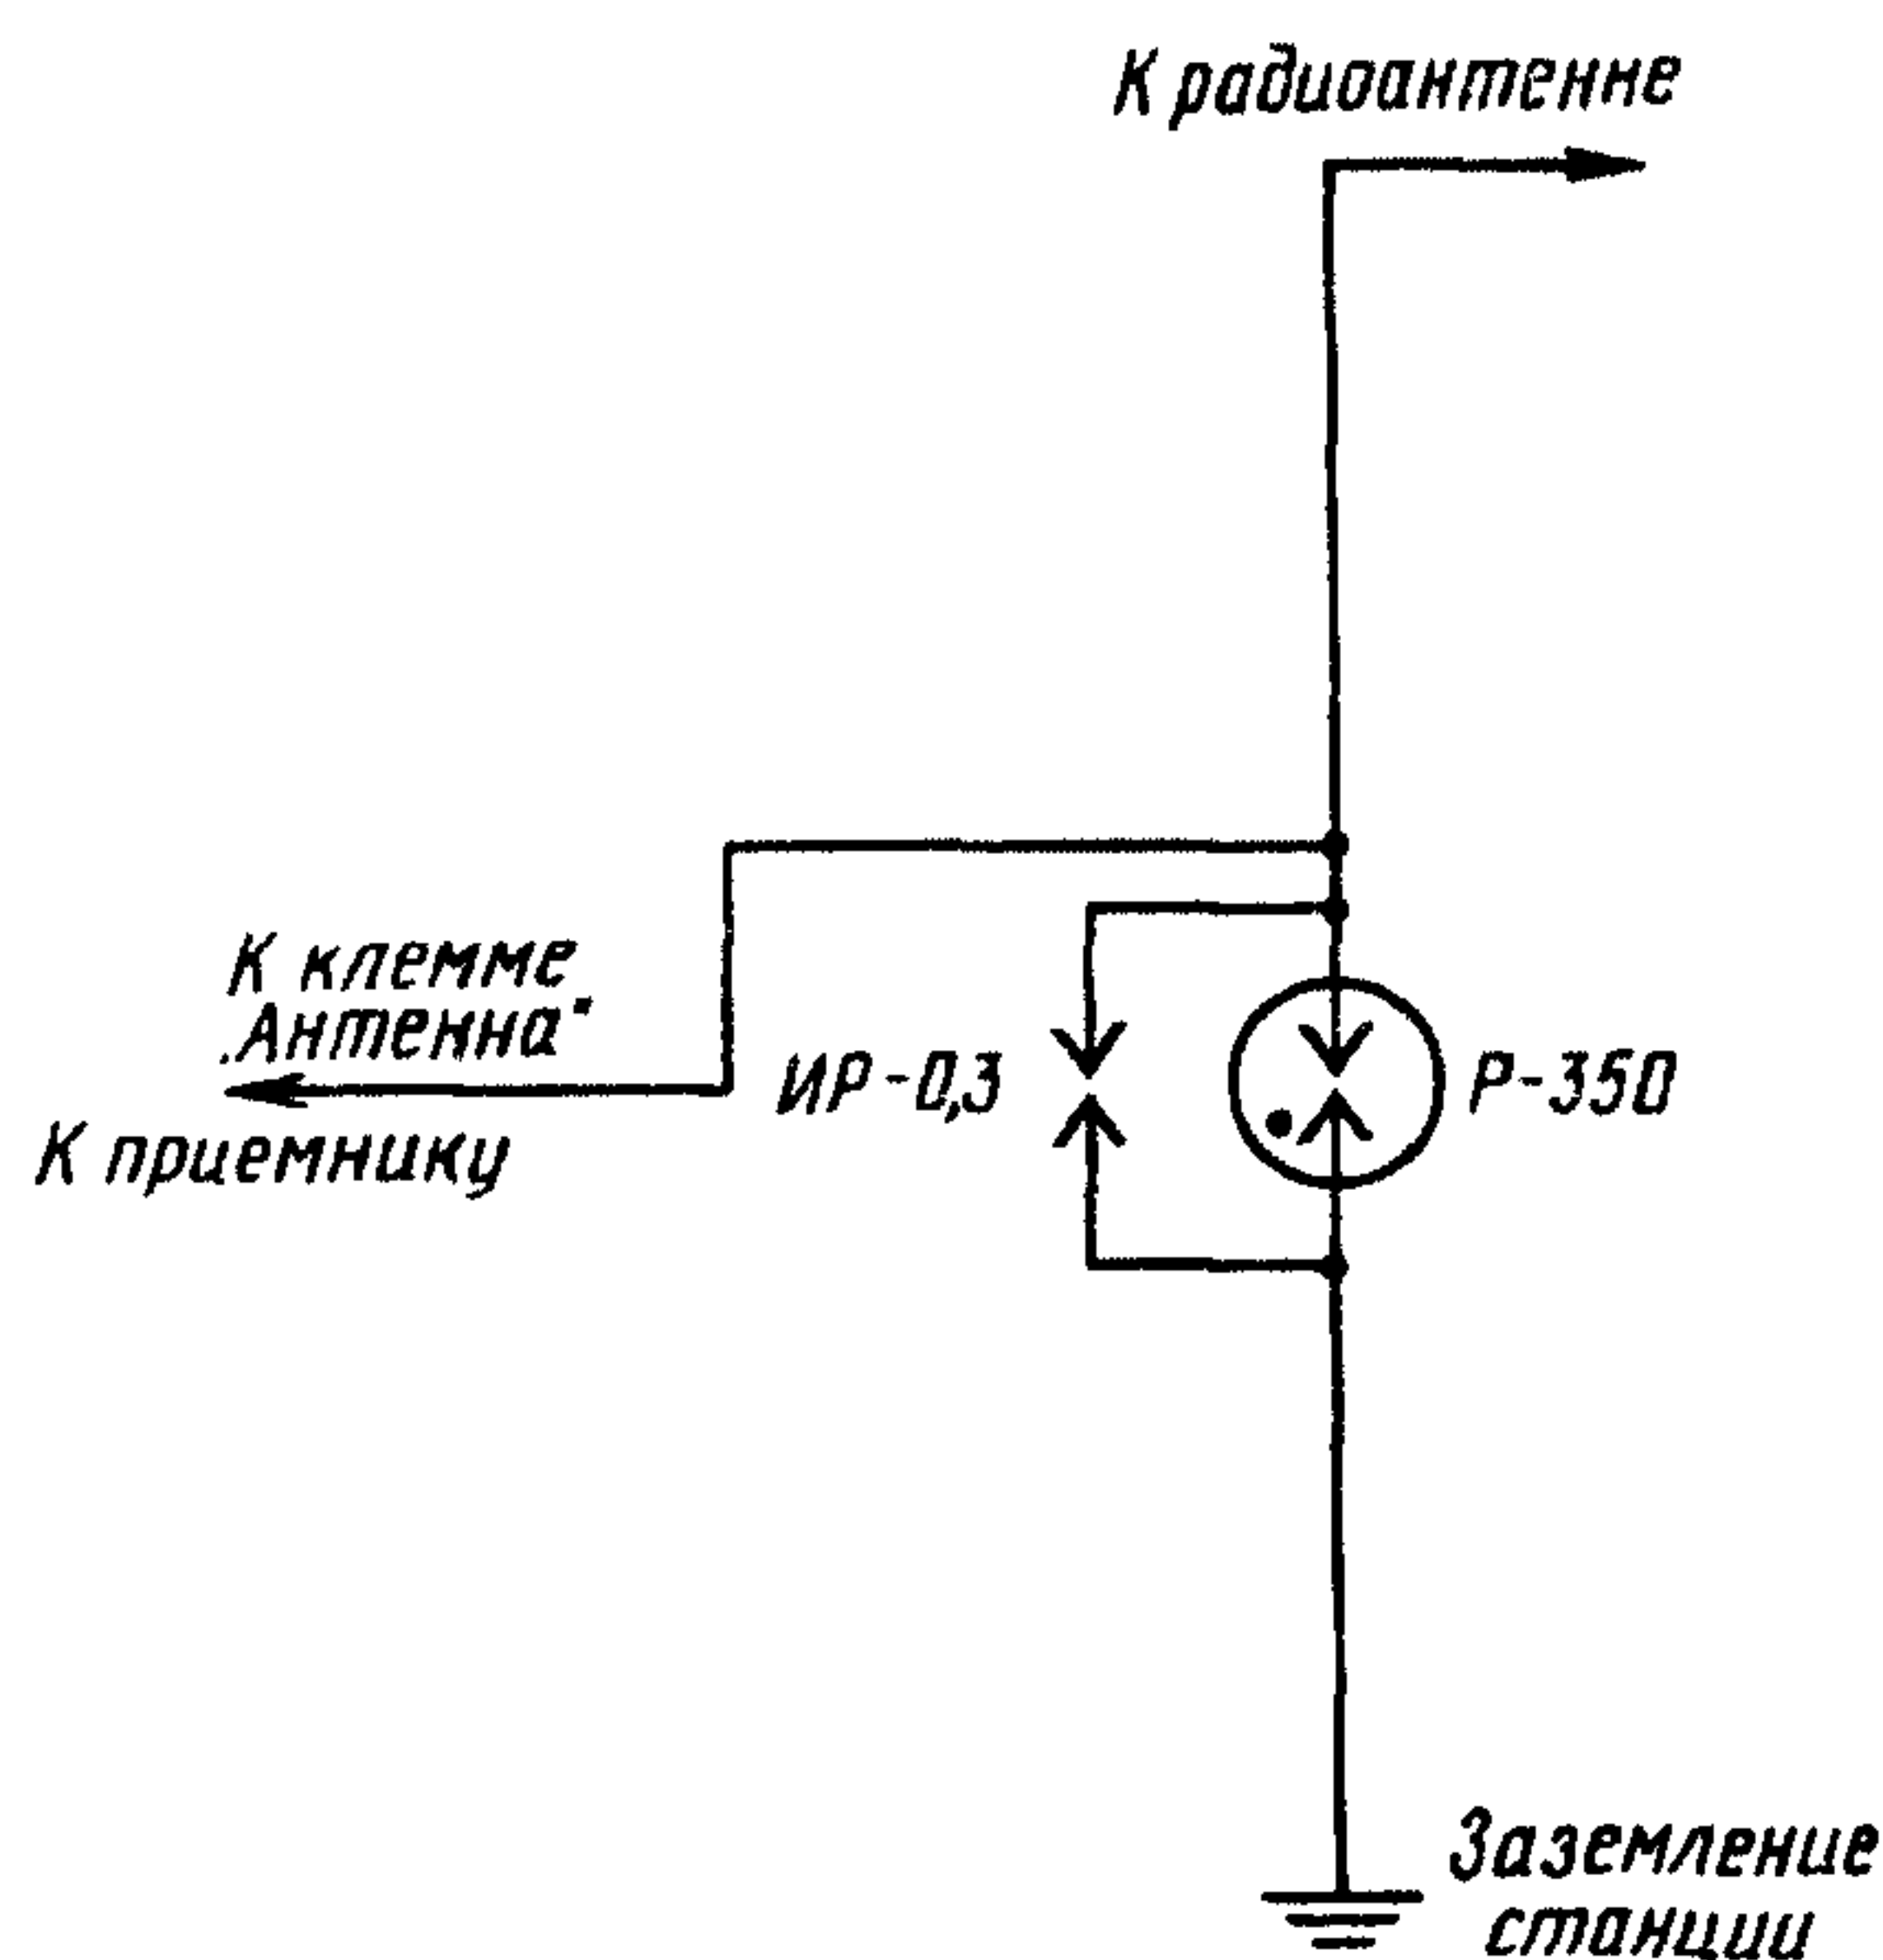 К радиоантенне
К клемме
„Антенна"
К приемнику
ИР-0,3
Р-350
Заземление
станции